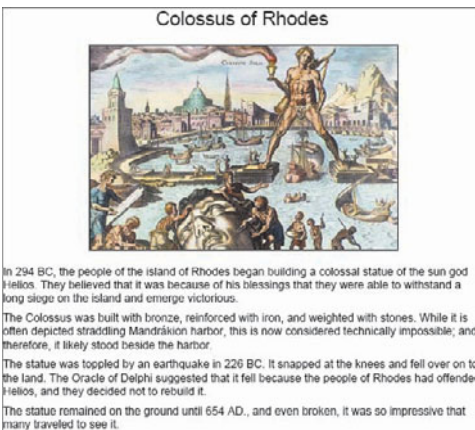 Colossus of Rhodes
In 294 BC, the people of the island of Rhodes began building a colossal statue of the sun god
Helios. They believed that it was because of his blessings that they were able to withstand a
long siege on the island and emerge victorious.
The Colossus was built with bronze, reinforced with iron, and weighted with stones. While it is
often depicted straddling Mandrákion harbor, this is now considered technically impossible; and
therefore, it likely stood beside the harbor.
The statue was toppled by an earthquake in 226 BC. It snapped at the knees and fell over on to
the land. The Oracle of Delphi suggested that it fell because the people of Rhodes had offende
Helios, and they decided not to rebuild it.
The statue remained on the ground until 654 AD., and even broken, it was so impressive that
many traveled to see it.